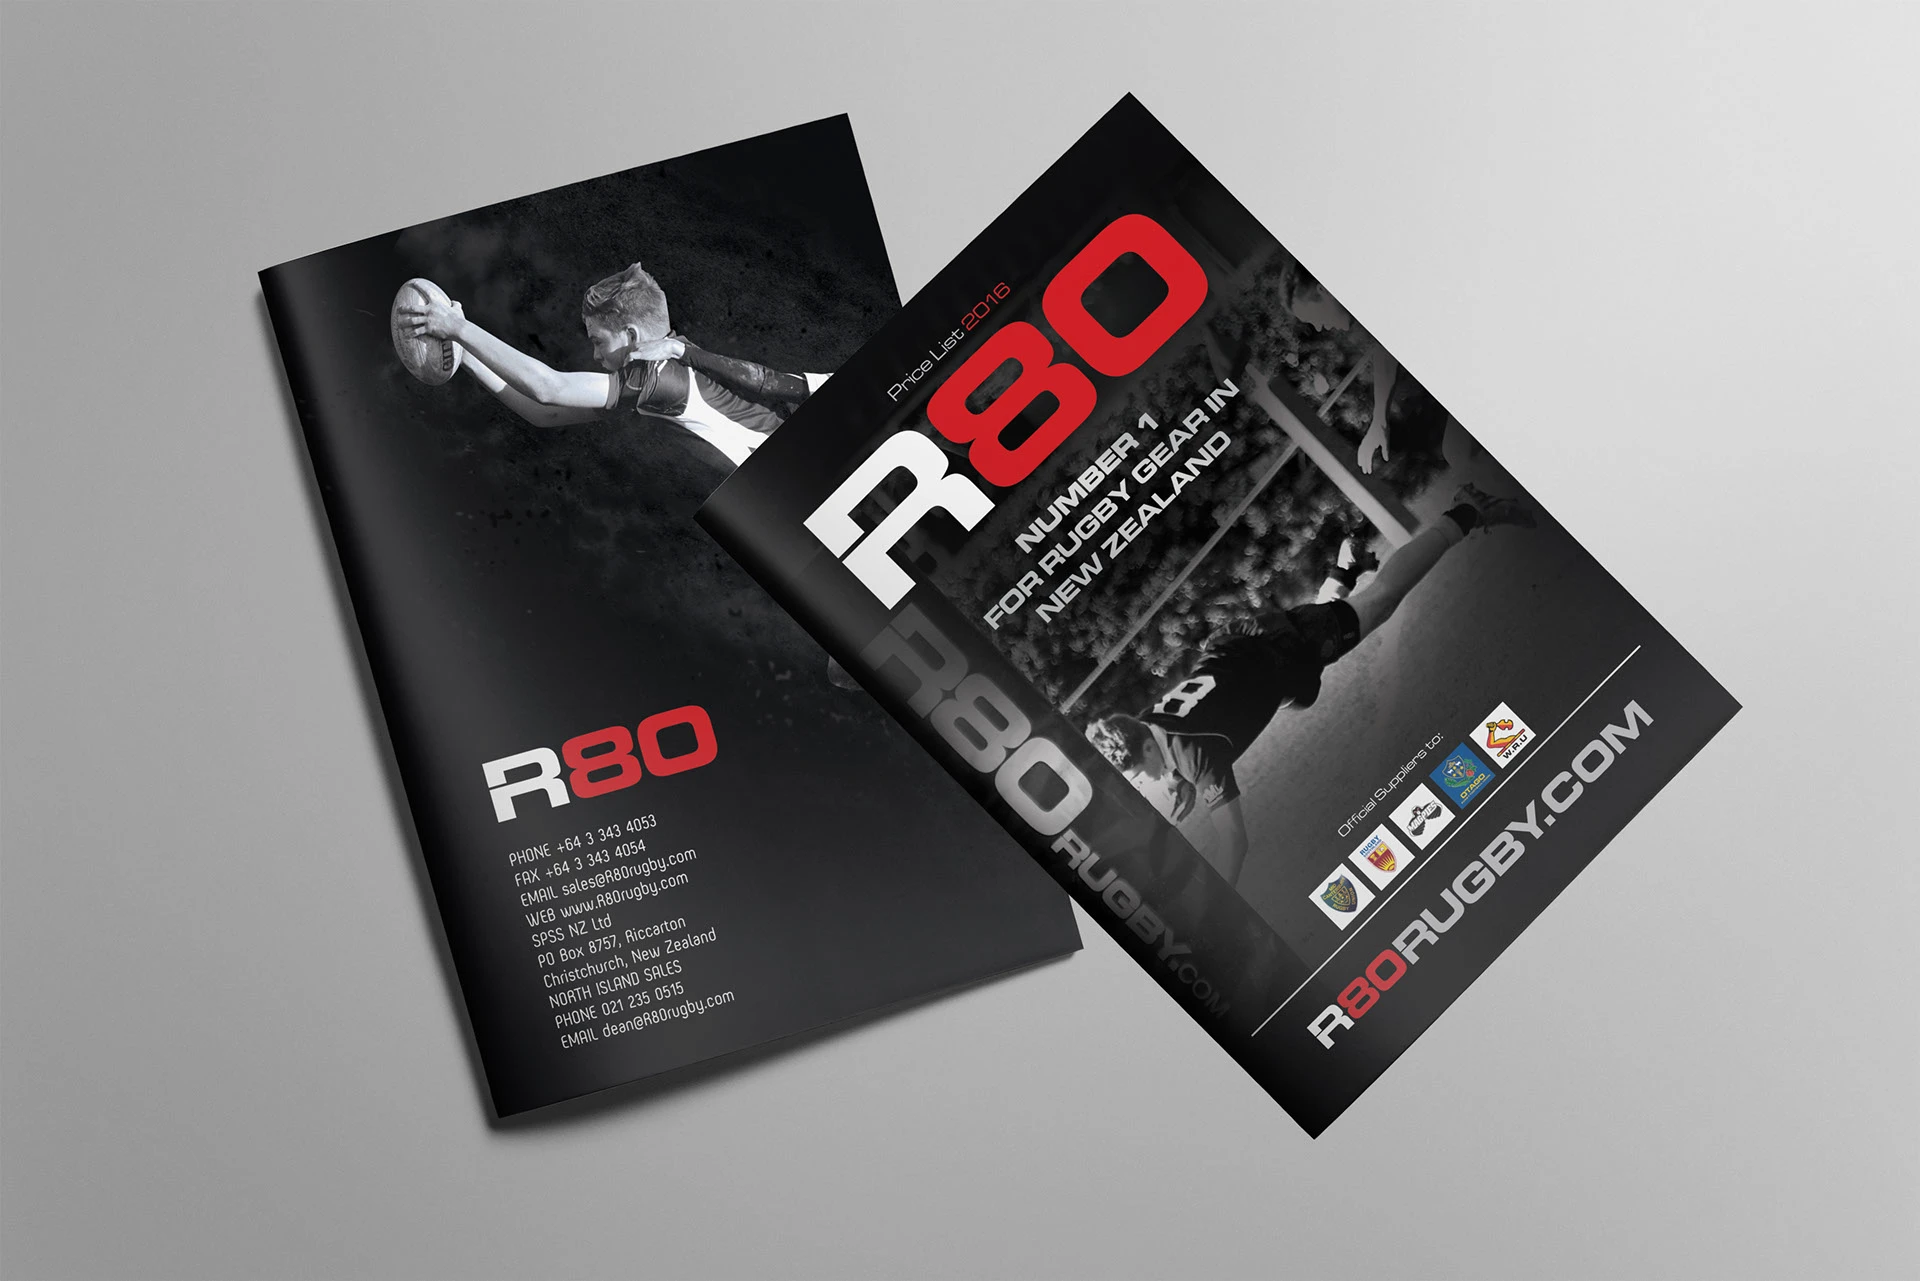 R80
PHONE +64 3 343 4053
FAX +64 3 343 4054
EMAIL sales@R80rugby.com
WEB www.R80rugby.com
SPSS NZ Ltd
PO Box 8757, Riccarton
Christchurch, New Zealand
NORTH ISLAND SALES
PHONE 021 235 0515
EMAIL dean@R80rugby.com
Price List 2016
R80
NUMBER 1
FOR RUGBY GEAR IN
NEW ZEALAND
R80RUGBY.COM
Official Suppliers to:
RUGBY
MAGPIES
OTAGO
W.R.U
R80RUGBY.COM